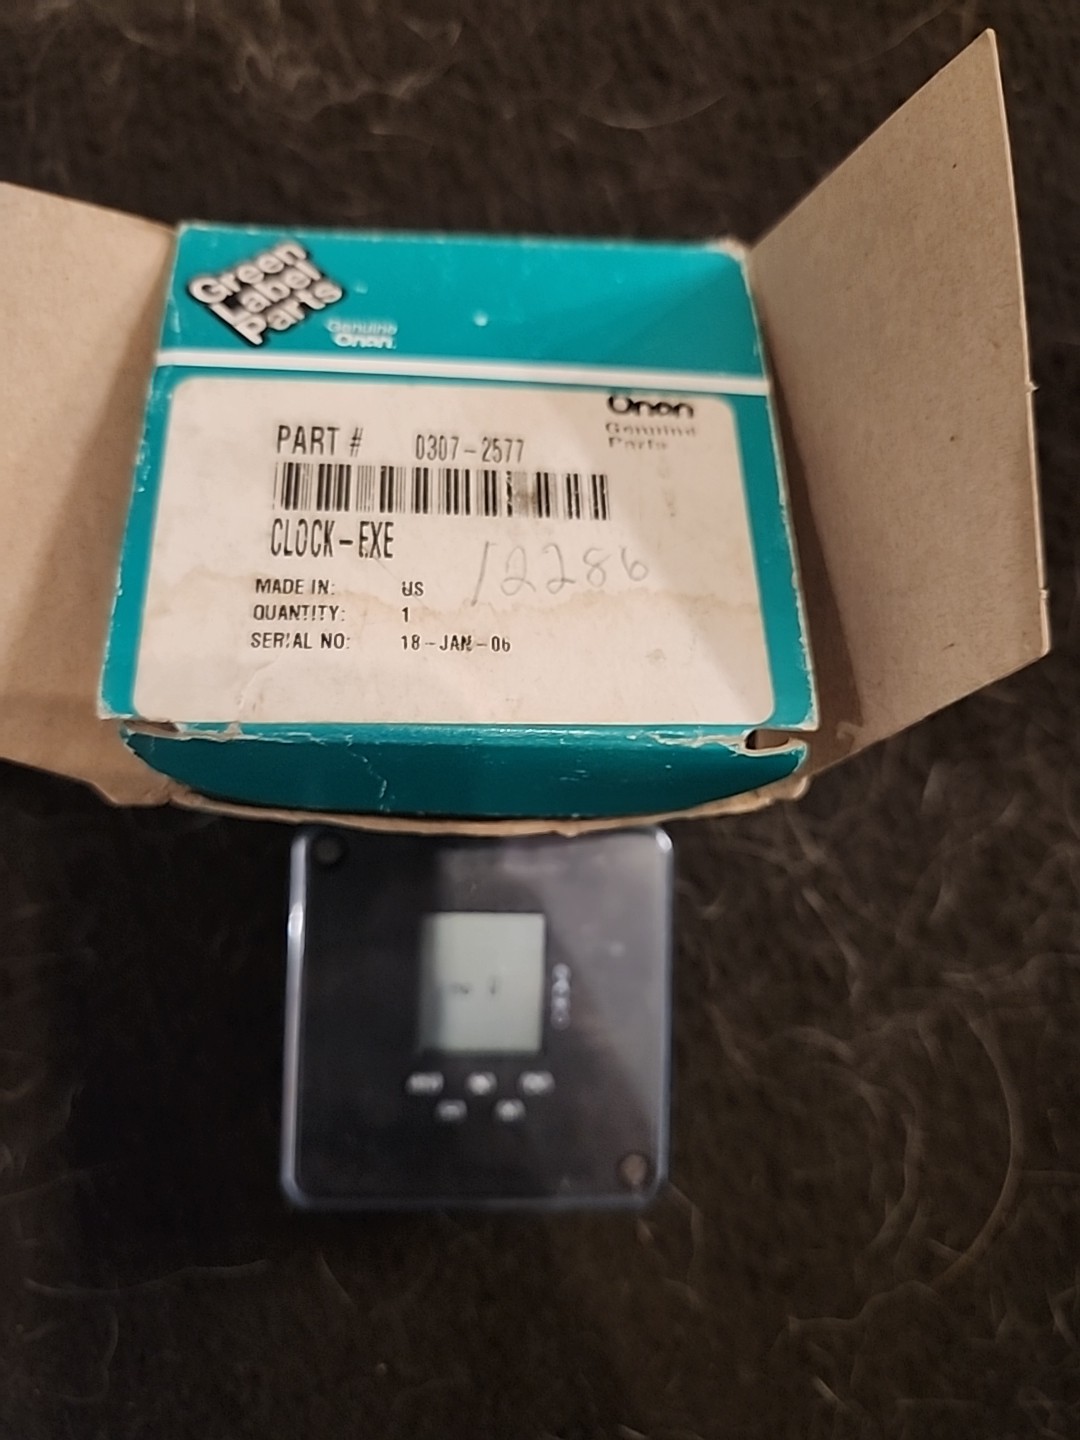 Green
Label
Parts
Genuine
Onan
Onan
Genuine
Parts
PART # 0307-2577
CLOCK-EXE
12286
MADE IN: US
QUANTITY: 1
SERIAL NO: 18-JAN-06